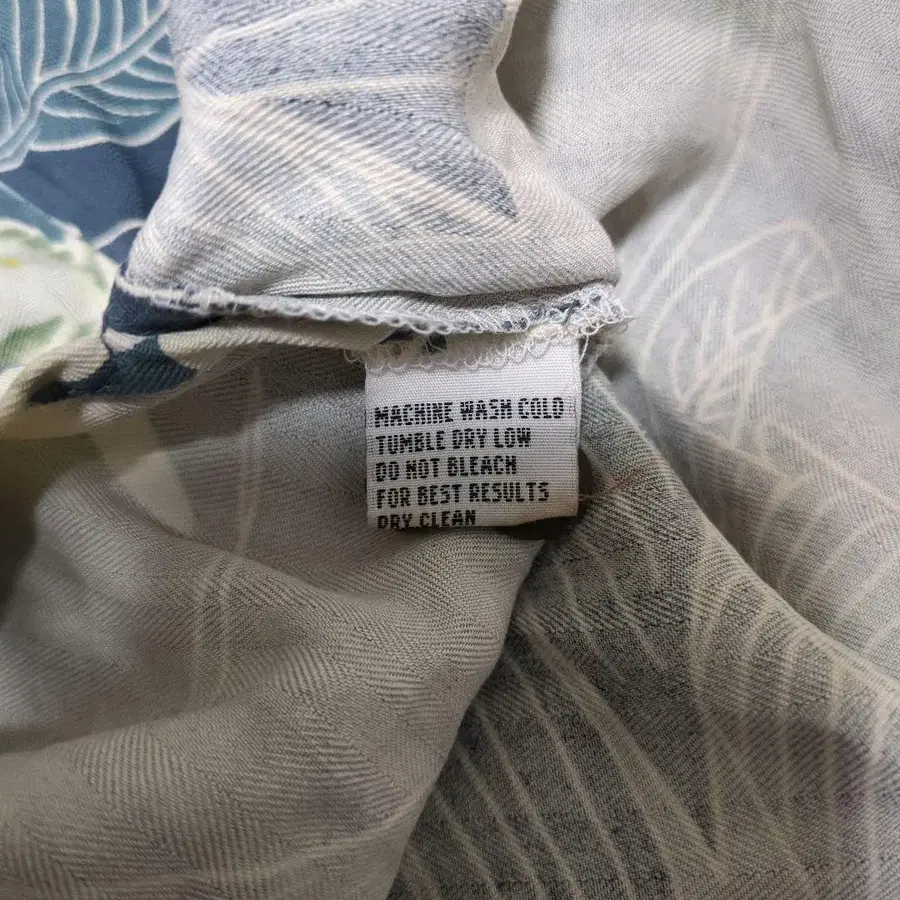 MACHINE WASH COLD
TUMBLE DRY LOW
DO NOT BLEACH
FOR BEST RESULTS
DRY CLEAN